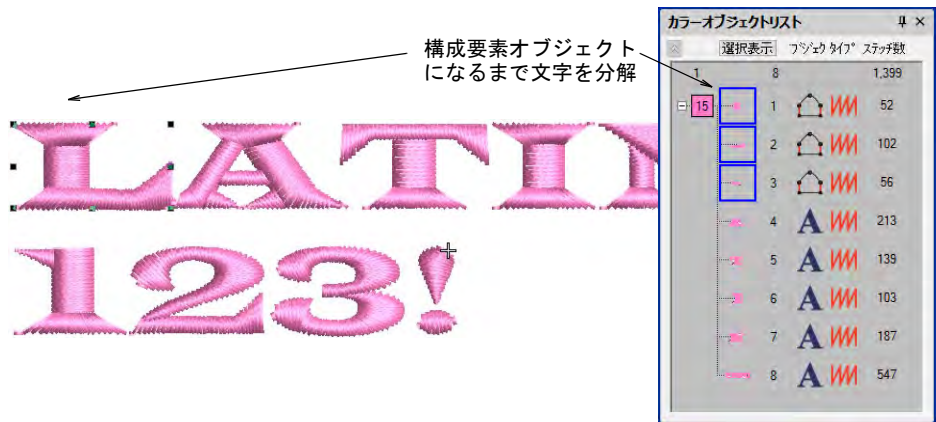 構成要素オブジェクト
になるまで文字を分解
LATIN
123!
カラーオブジェクトリスト
選択表示 ブジェク タイプ ステッチ数
1 8 1,399
15 1 52
2 102
3 56
4 A 213
5 A 139
6 A 103
7 A 187
8 A 547